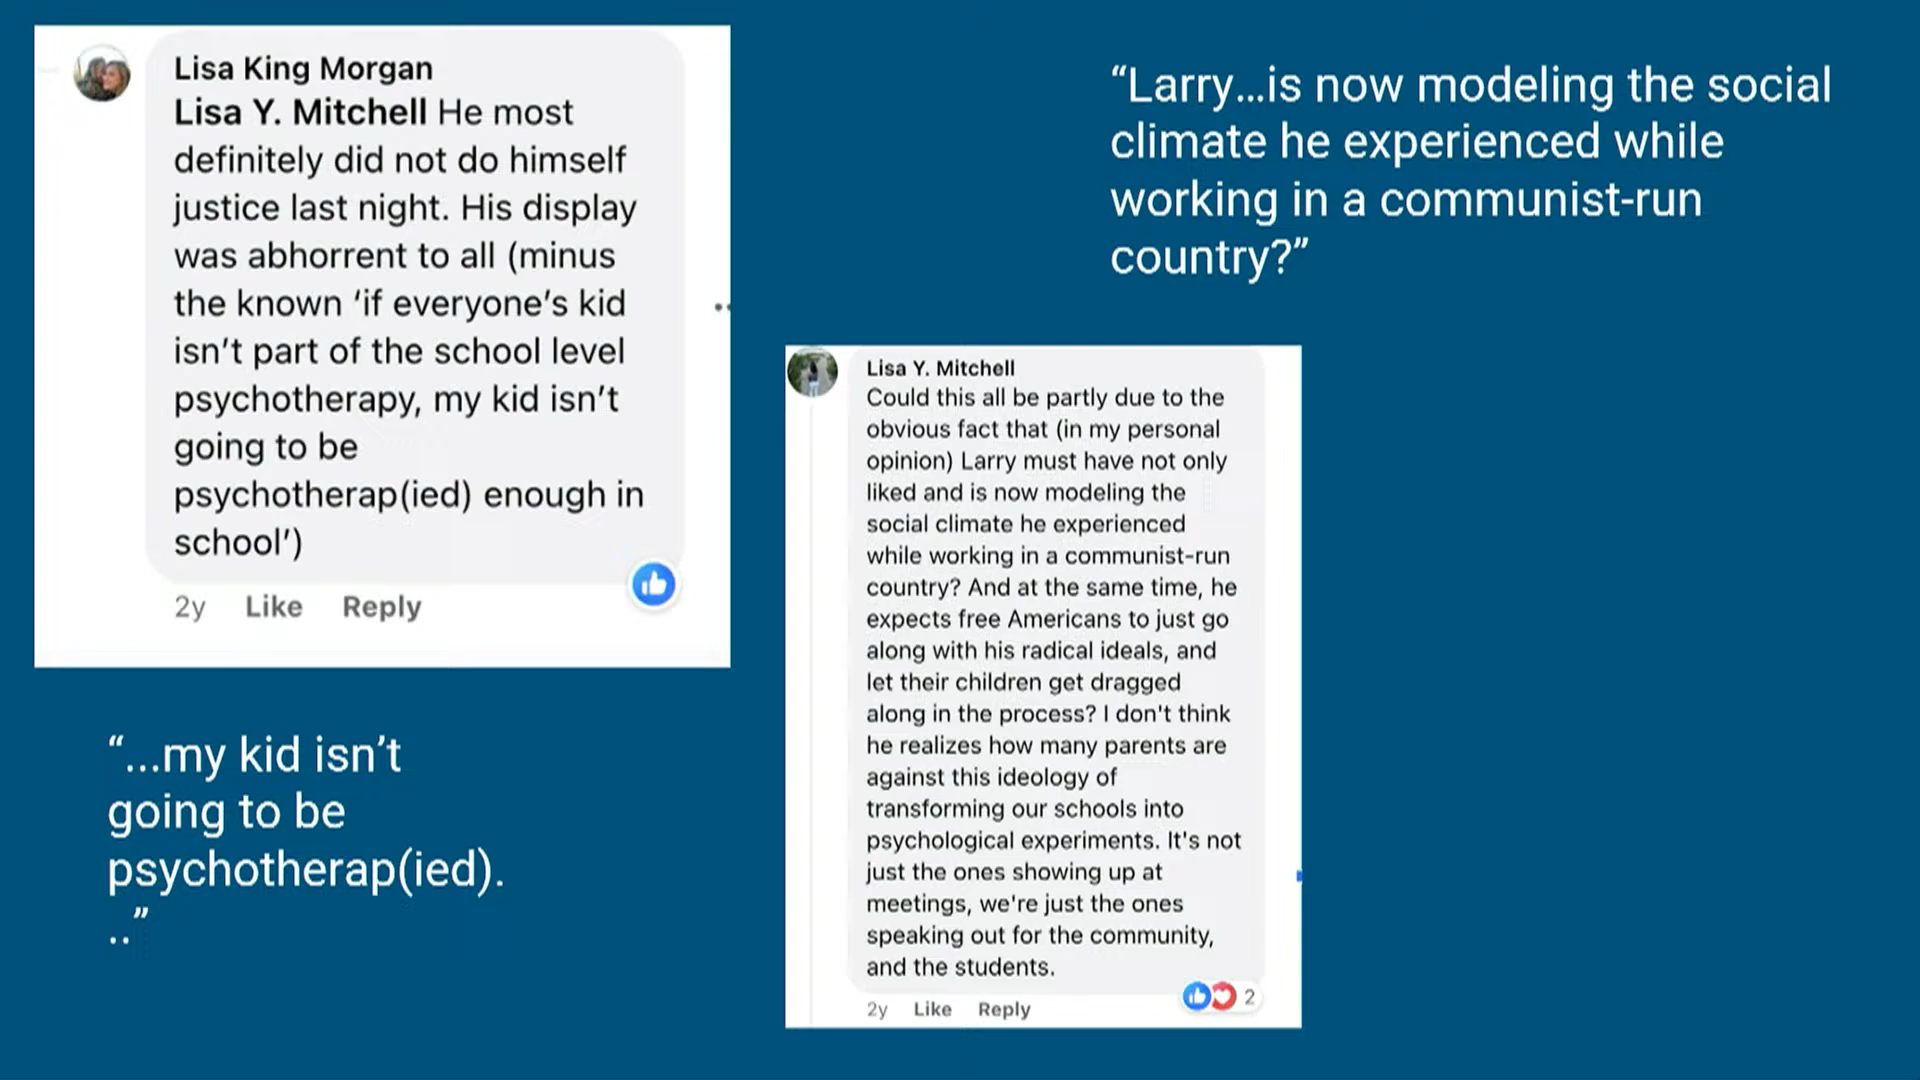 Lisa King Morgan
Lisa Y. Mitchell He most
definitely did not do himself
justice last night. His display
was abhorrent to all (minus
the known ‘if everyone’s kid
isn’t part of the school level
psychotherapy, my kid isn’t
going to be
psychotherap(ied) enough in
school’)
2y Like Reply
“...my kid isn’t
going to be
psychotherap(ied).
..”
“Larry...is now modeling the social
climate he experienced while
working in a communist-run
country?”
Lisa Y. Mitchell
Could this all be partly due to the
obvious fact that (in my personal
opinion) Larry must have not only
liked and is now modeling the
social climate he experienced
while working in a communist-run
country? And at the same time, he
expects free Americans to just go
along with his radical ideals, and
let their children get dragged
along in the process? I don't think
he realizes how many parents are
against this ideology of
transforming our schools into
psychological experiments. It's not
just the ones showing up at
meetings, we're just the ones
speaking out for the community,
and the students.
2y Like Reply 2